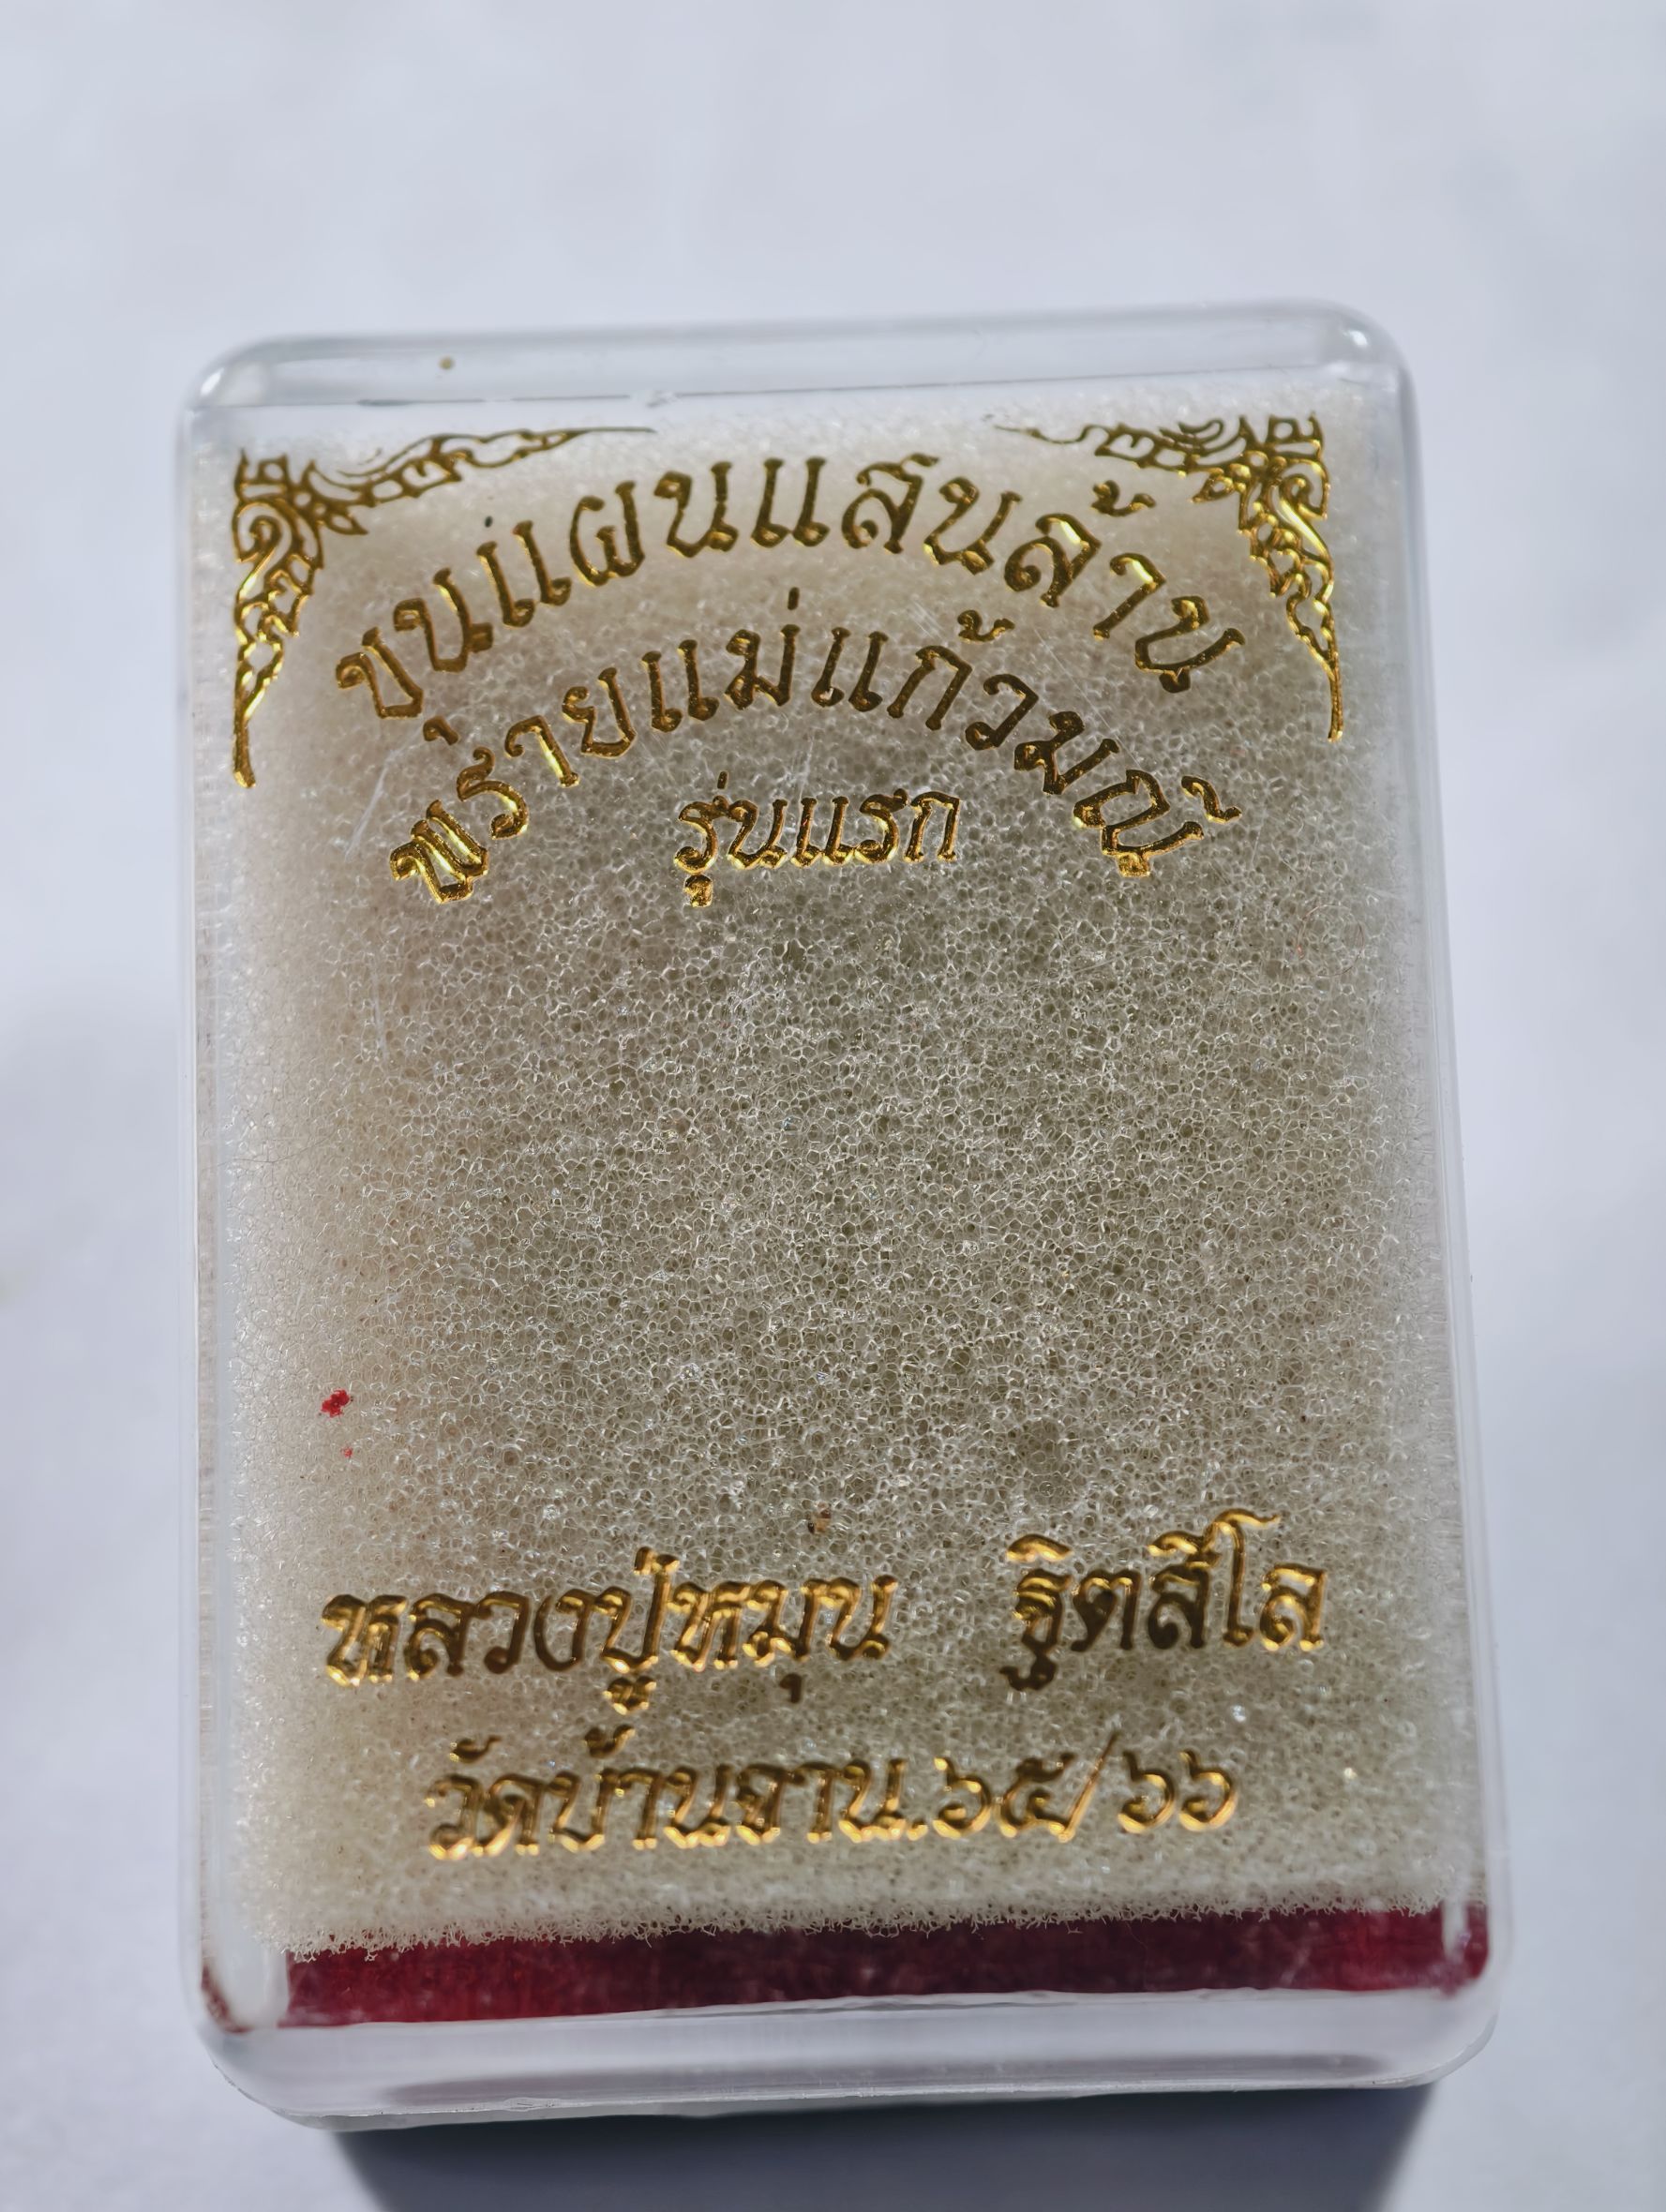 ขุนแผนแสนล้าน
พรายแม่แก้วมณี
รุ่นแรก
หลวงปู่หมุน ฐิตสีโล
วัดบ้านจาน.๖๕/๖๖